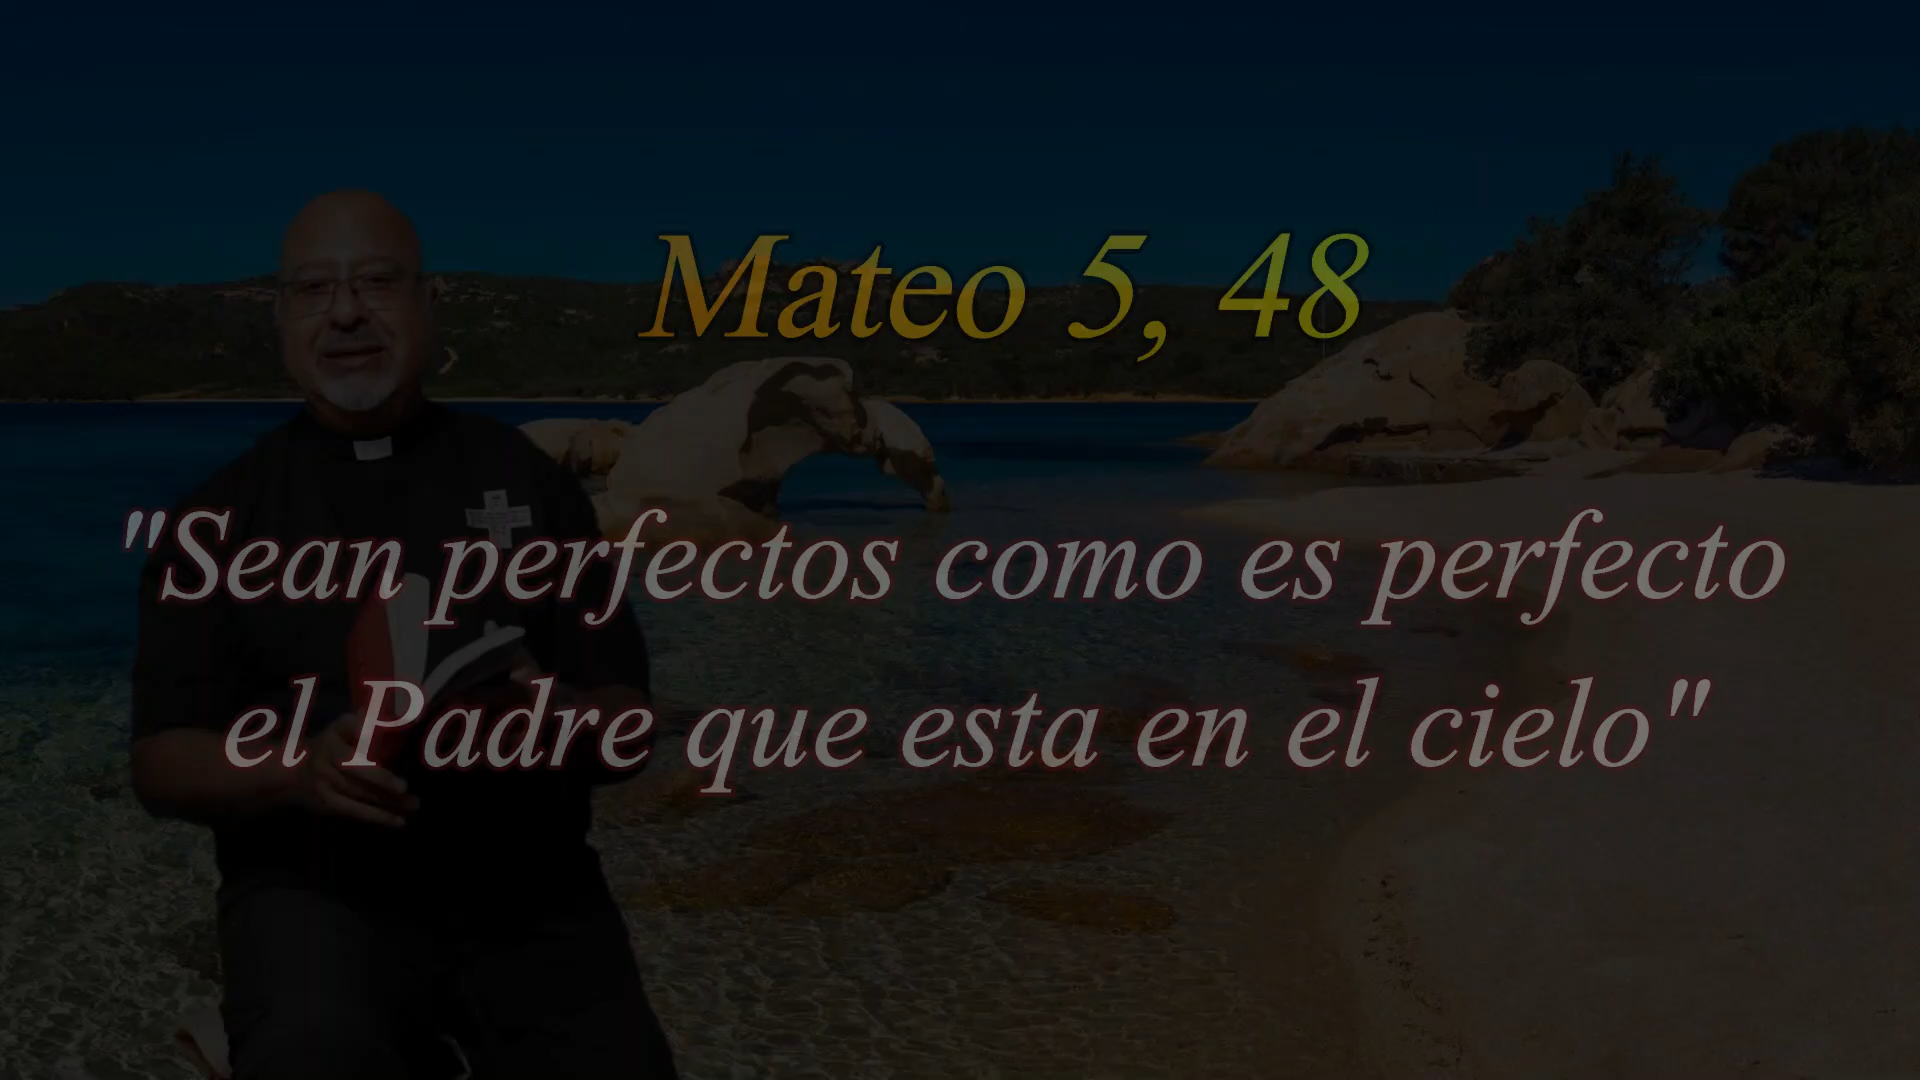 Mateo 5, 48
"Sean perfectos como es perfecto
el Padre que esta en el cielo"